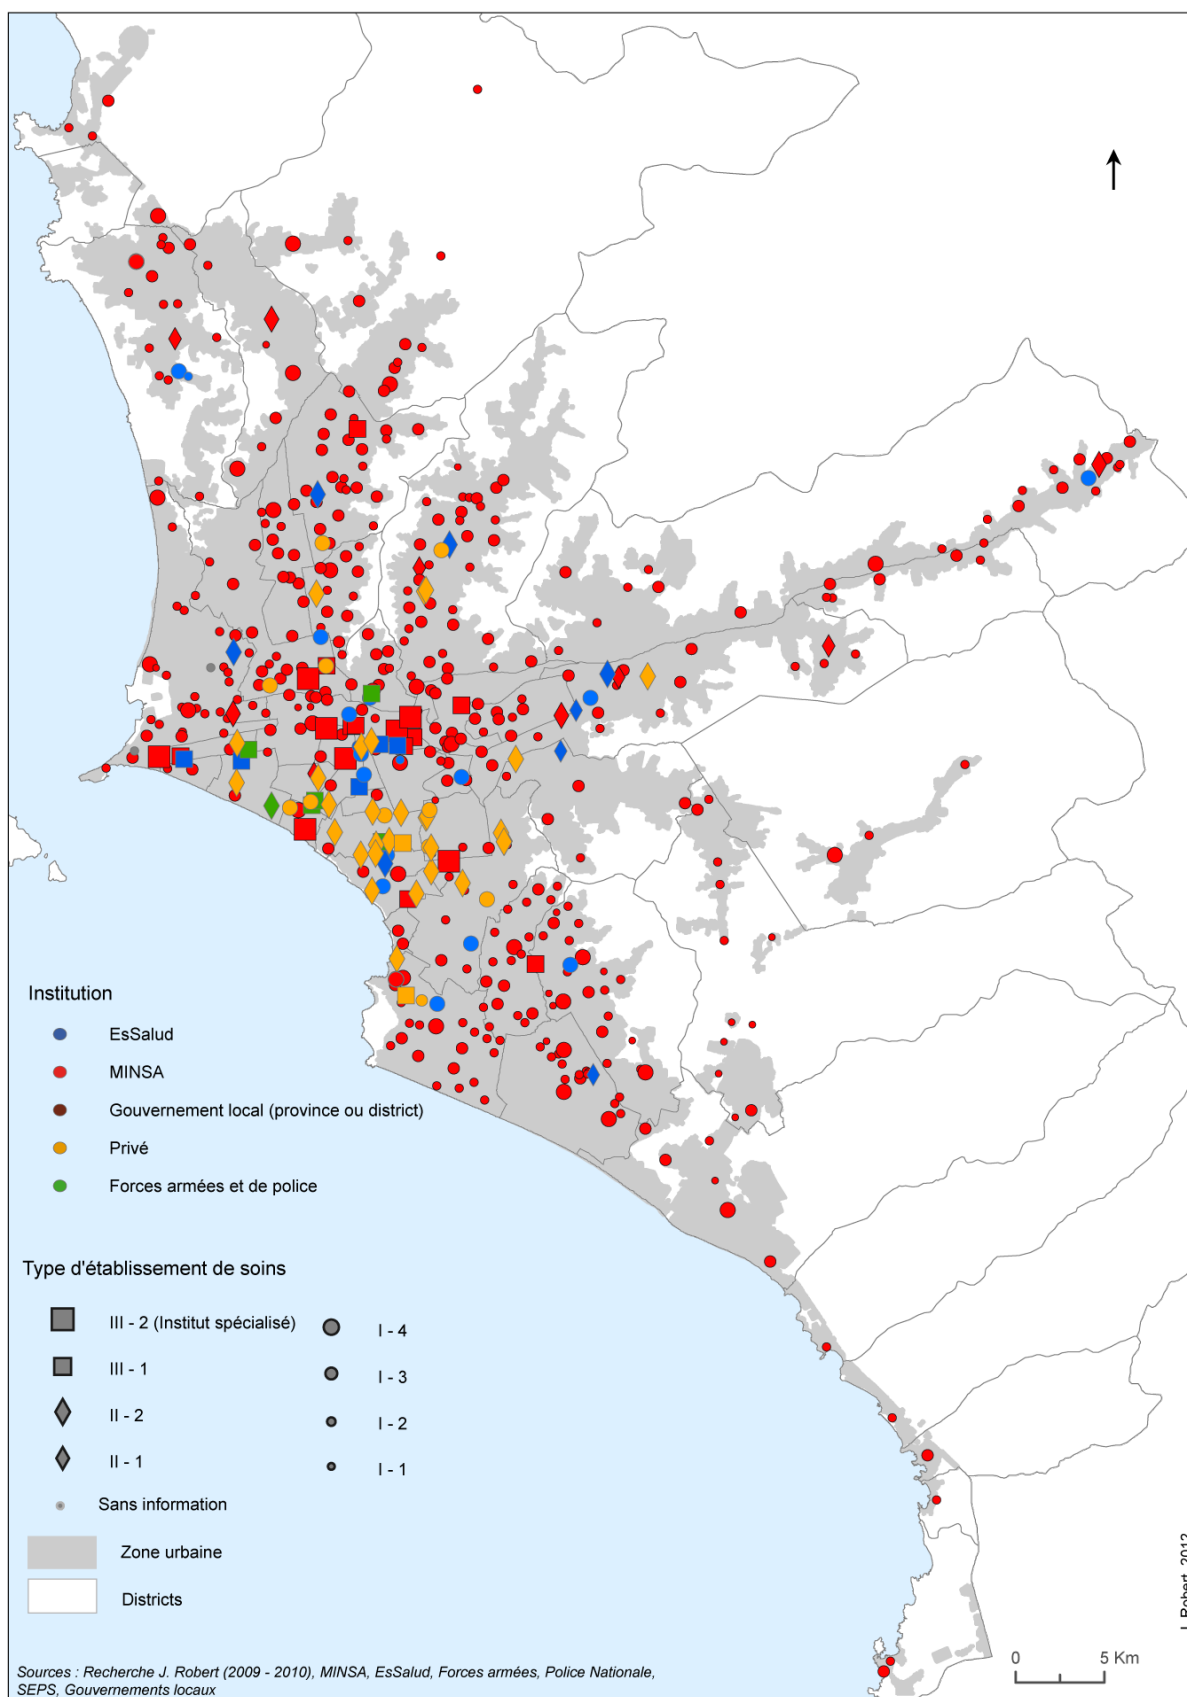 Institution
EsSalud
MINSA
Gouvernement local (province ou district)
Privé
Forces armées et de police
Type d'établissement de soins
III - 2 (Institut spécialisé)
III - 1
II - 2
II - 1
I - 4
I - 3
I - 2
I - 1
Sans information
Zone urbaine
Districts
Sources : Recherche J. Robert (2009 - 2010), MINSA, EsSalud, Forces armées, Police Nationale,
SEPS, Gouvernements locaux
0 5 Km
J. Robert, 2012